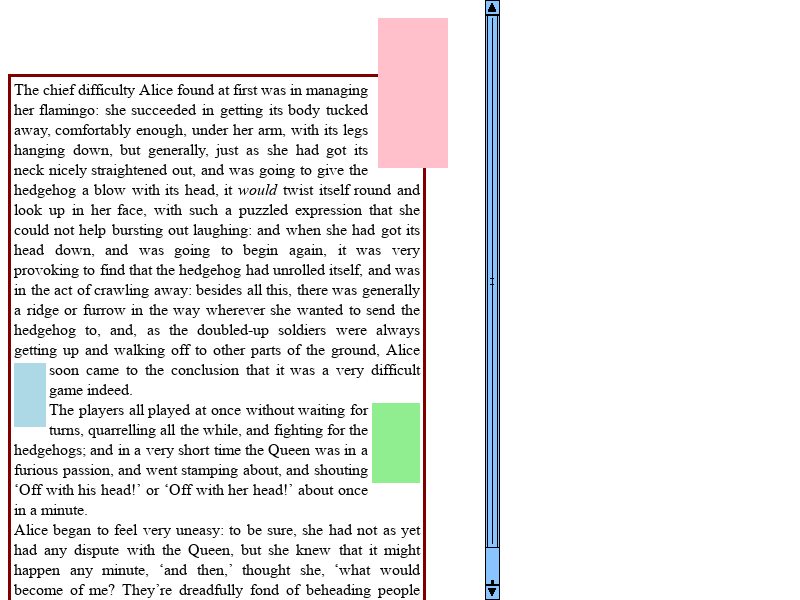 The chief difficulty Alice found at first was in managing
her flamingo: she succeeded in getting its body tucked
away, comfortably enough, under her arm, with its legs
hanging down, but generally, just as she had got its
neck nicely straightened out, and was going to give the
hedgehog a blow with its head, it would twist itself round and
look up in her face, with such a puzzled expression that she
could not help bursting out laughing: and when she had got its
head down, and was going to begin again, it was very
provoking to find that the hedgehog had unrolled itself, and was
in the act of crawling away: besides all this, there was generally
a ridge or furrow in the way wherever she wanted to send the
hedgehog to, and, as the doubled-up soldiers were always
getting up and walking off to other parts of the ground, Alice
soon came to the conclusion that it was a very difficult
game indeed.
The players all played at once without waiting for
turns, quarrelling all the while, and fighting for the
hedgehogs; and in a very short time the Queen was in a
furious passion, and went stamping about, and shouting
‘Off with his head!’ or ‘Off with her head!’ about once
in a minute.
Alice began to feel very uneasy: to be sure, she had not as yet
had any dispute with the Queen, but she knew that it might
happen any minute, ‘and then,’ thought she, ‘what would
become of me? They’re dreadfully fond of beheading people